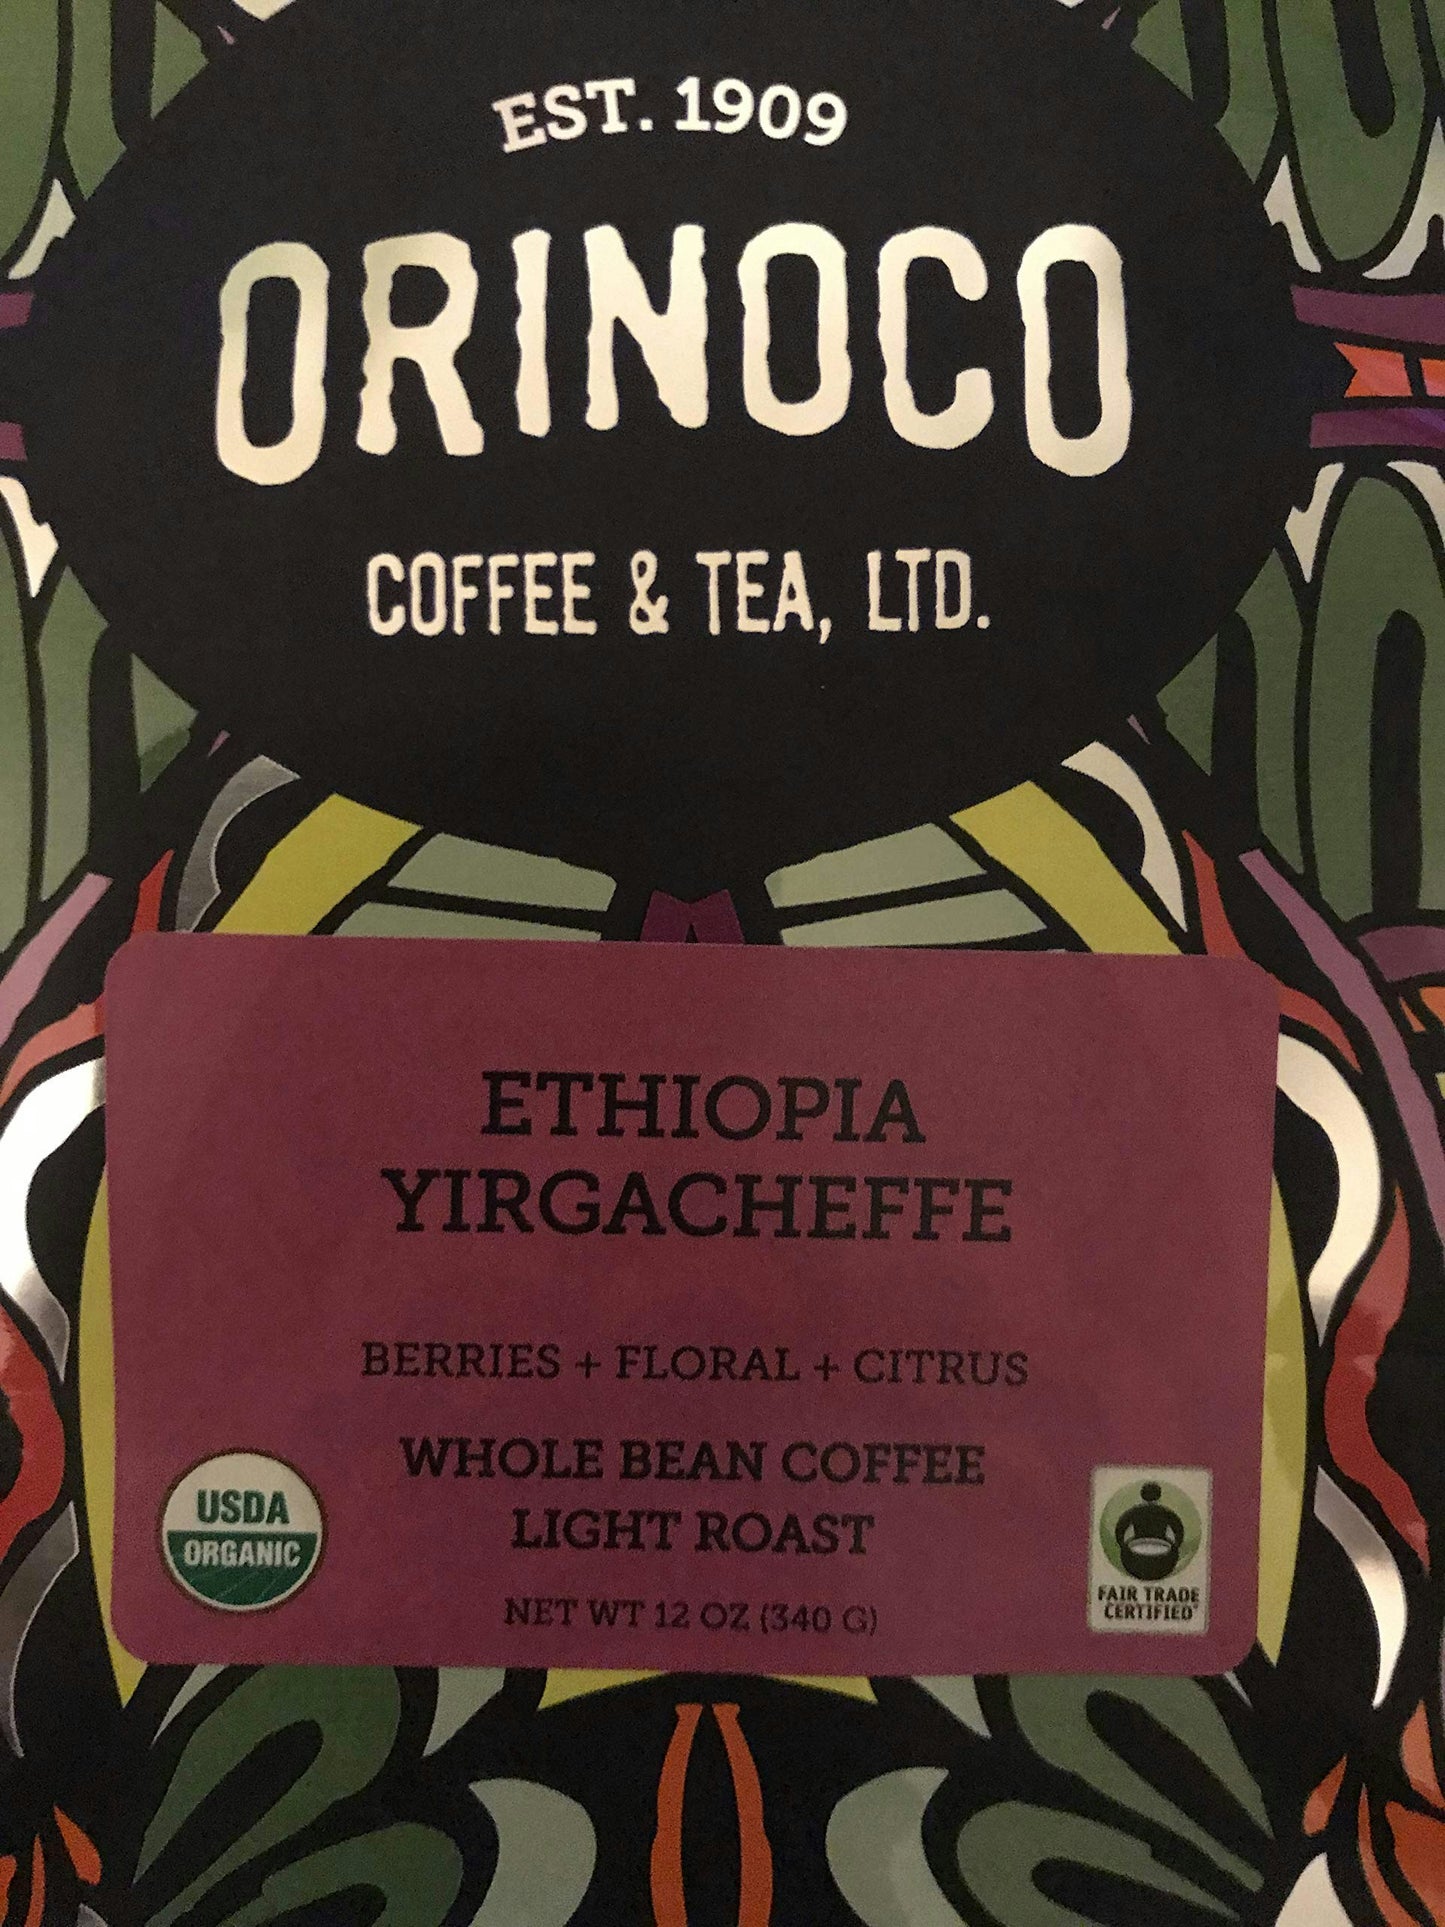 EST. 1909
ORINOCO
COFFEE & TEA, LTD.
ETHIOPIA
YIRGACHEFFE
BERRIES + FLORAL + CITRUS
WHOLE BEAN COFFEE
LIGHT ROAST
NET WT 12 OZ (340 G)
USDA
ORGANIC
FAIR TRADE
CERTIFIED